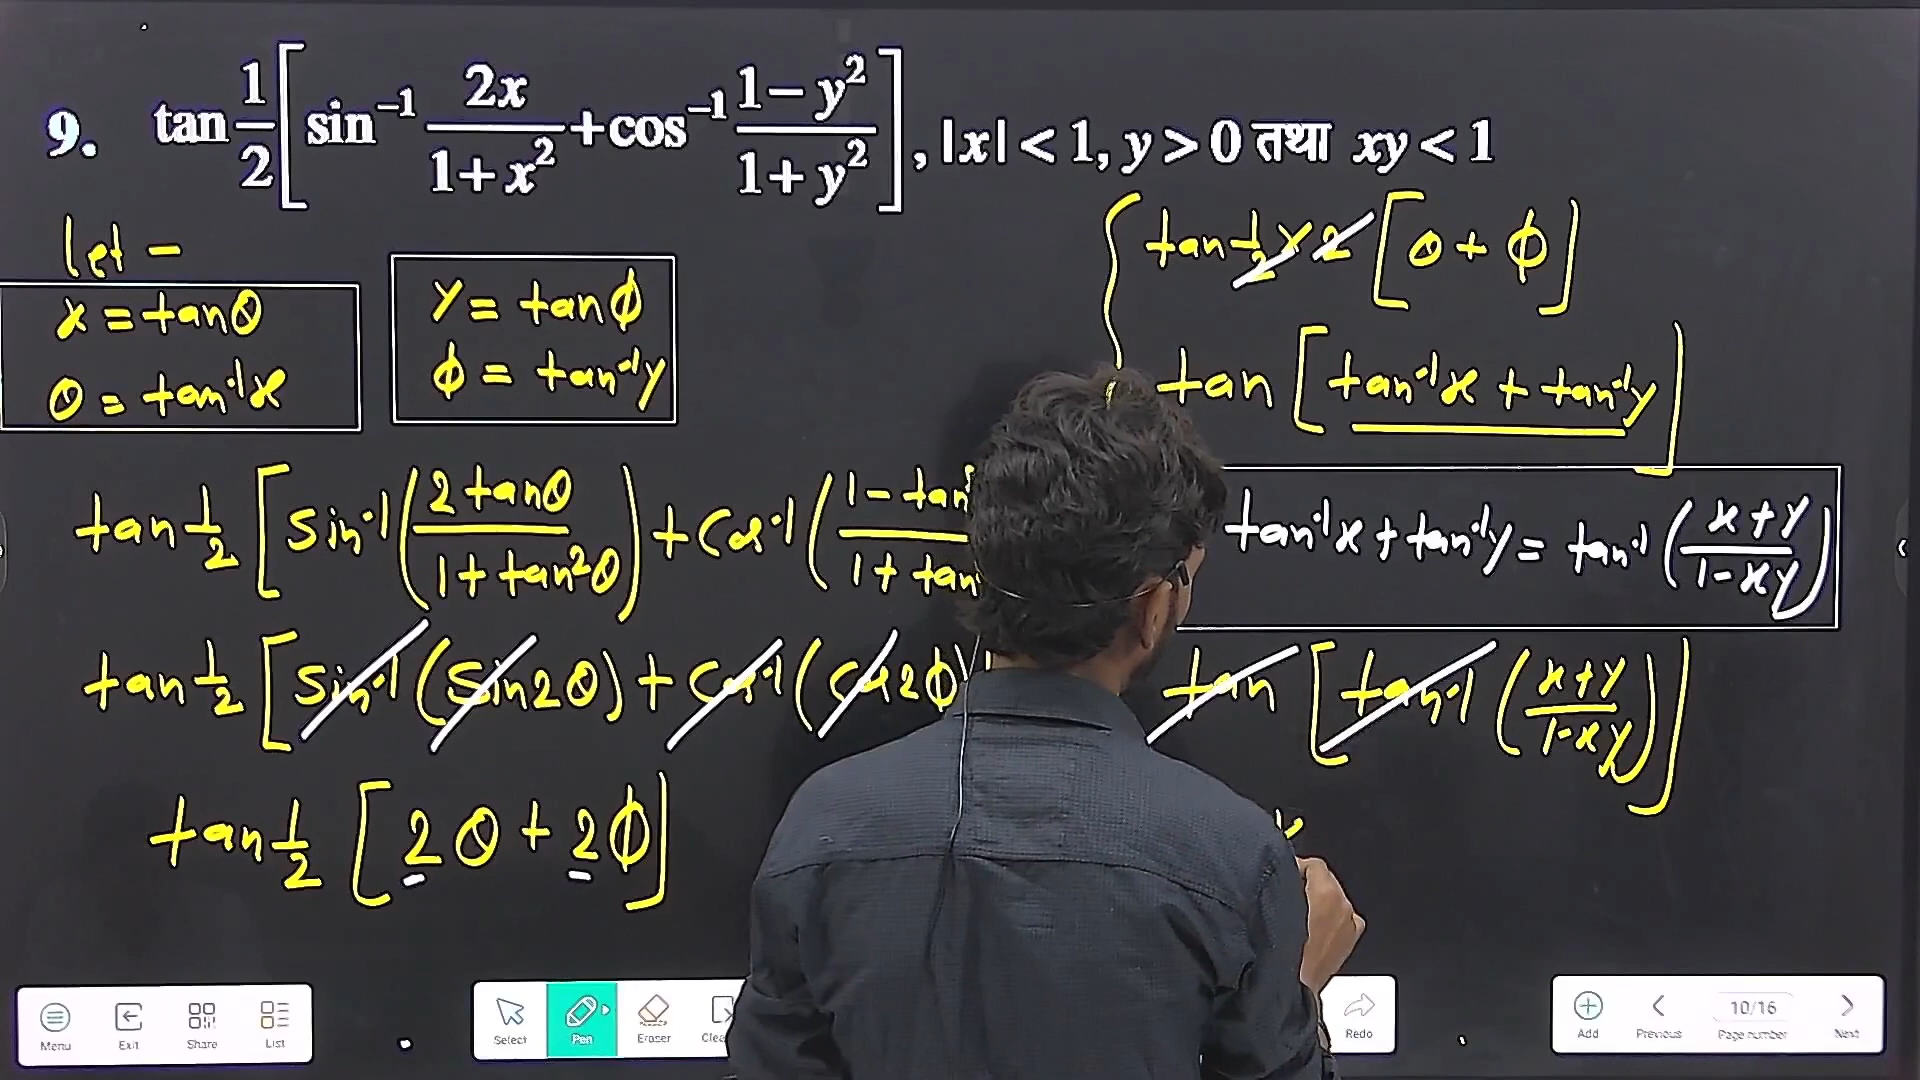 9. tan 1/2 [ sin⁻¹ 2x/(1+x²) + cos⁻¹ (1−y²)/(1+y²) ], |x| < 1, y > 0 तथा xy < 1
let -
x = tanθ
θ = tan⁻¹x
y = tanϕ
ϕ = tan⁻¹y
tan 1/2 [ sin⁻¹ ( 2tanθ / 1+tan²θ ) + cos⁻¹ ( 1−tan / 1+tan
tan 1/2 [ sin⁻¹ (sin2θ) + cos⁻¹ (cos2ϕ)
tan 1/2 [ 2θ + 2ϕ ]
tan 1/2 × 2 [ θ + ϕ ]
tan [ tan⁻¹x + tan⁻¹y ]
tan⁻¹x + tan⁻¹y = tan⁻¹ ( x+y / 1−xy )
tan [ tan⁻¹ ( x+y / 1−xy ) ]
Menu
Exit
Share
List
Select
Pen
Eraser
Clea
Redo
Add
Previous
10/16
Page number
Next